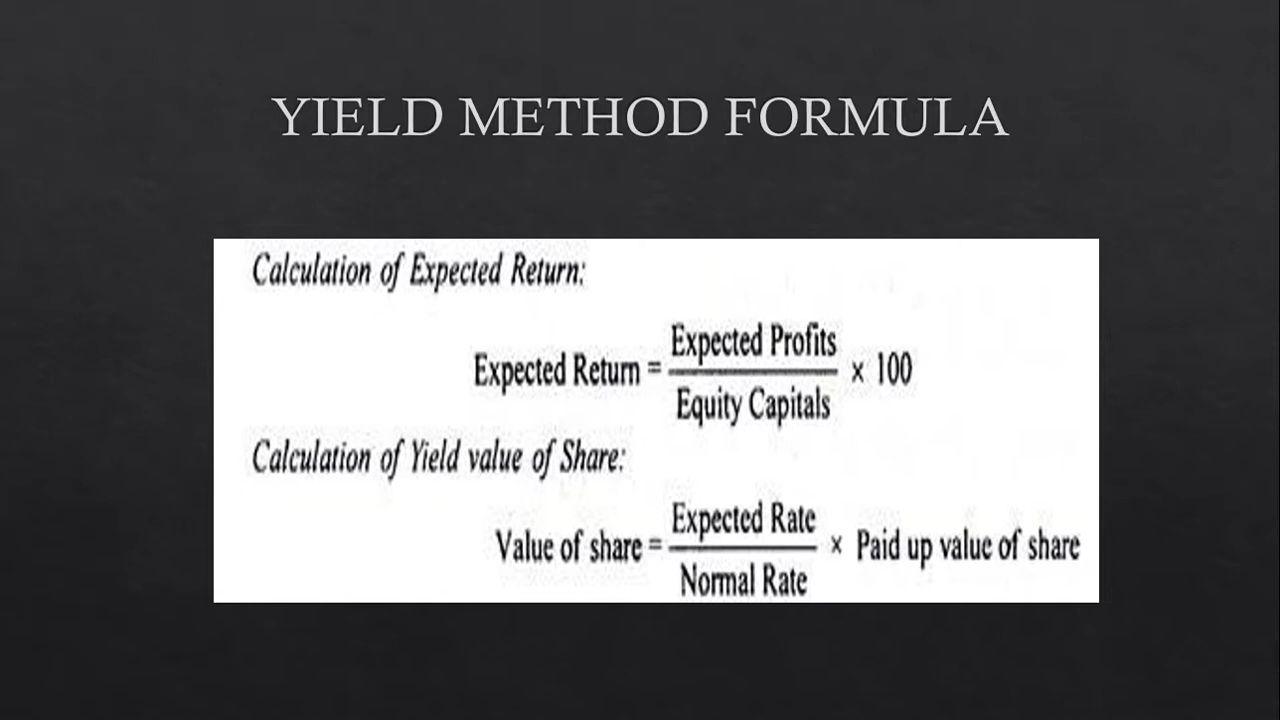 YIELD METHOD FORMULA
Calculation of Expected Return:
Expected Return = Expected Profits / Equity Capitals × 100
Calculation of Yield value of Share:
Value of share = Expected Rate / Normal Rate × Paid up value of share